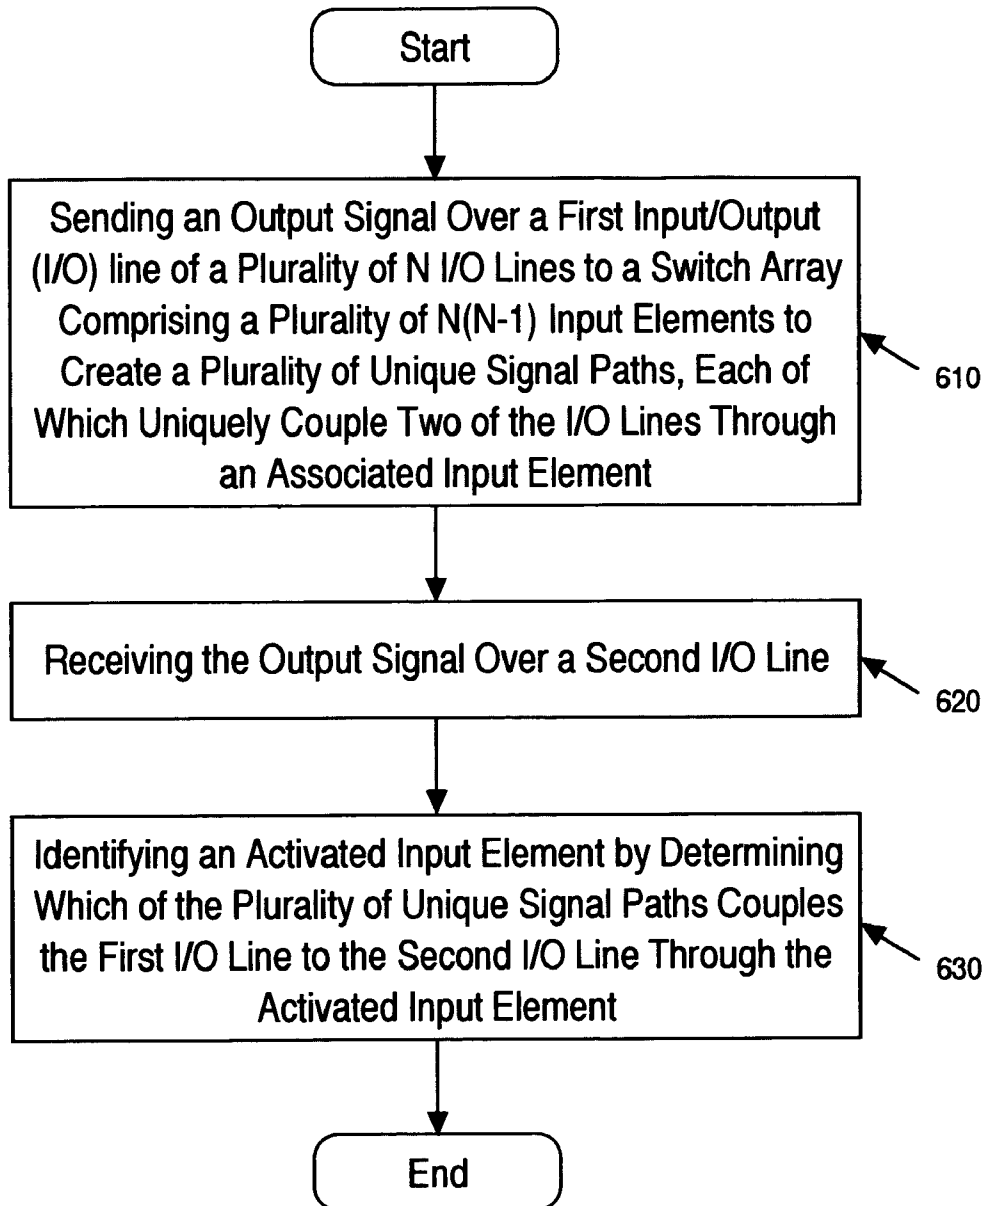 Start
Sending an Output Signal Over a First Input/Output
(I/O) line of a Plurality of N I/O Lines to a Switch Array
Comprising a Plurality of N(N-1) Input Elements to
Create a Plurality of Unique Signal Paths, Each of
Which Uniquely Couple Two of the I/O Lines Through
an Associated Input Element
610
Receiving the Output Signal Over a Second I/O Line
620
Identifying an Activated Input Element by Determining
Which of the Plurality of Unique Signal Paths Couples
the First I/O Line to the Second I/O Line Through the
Activated Input Element
630
End